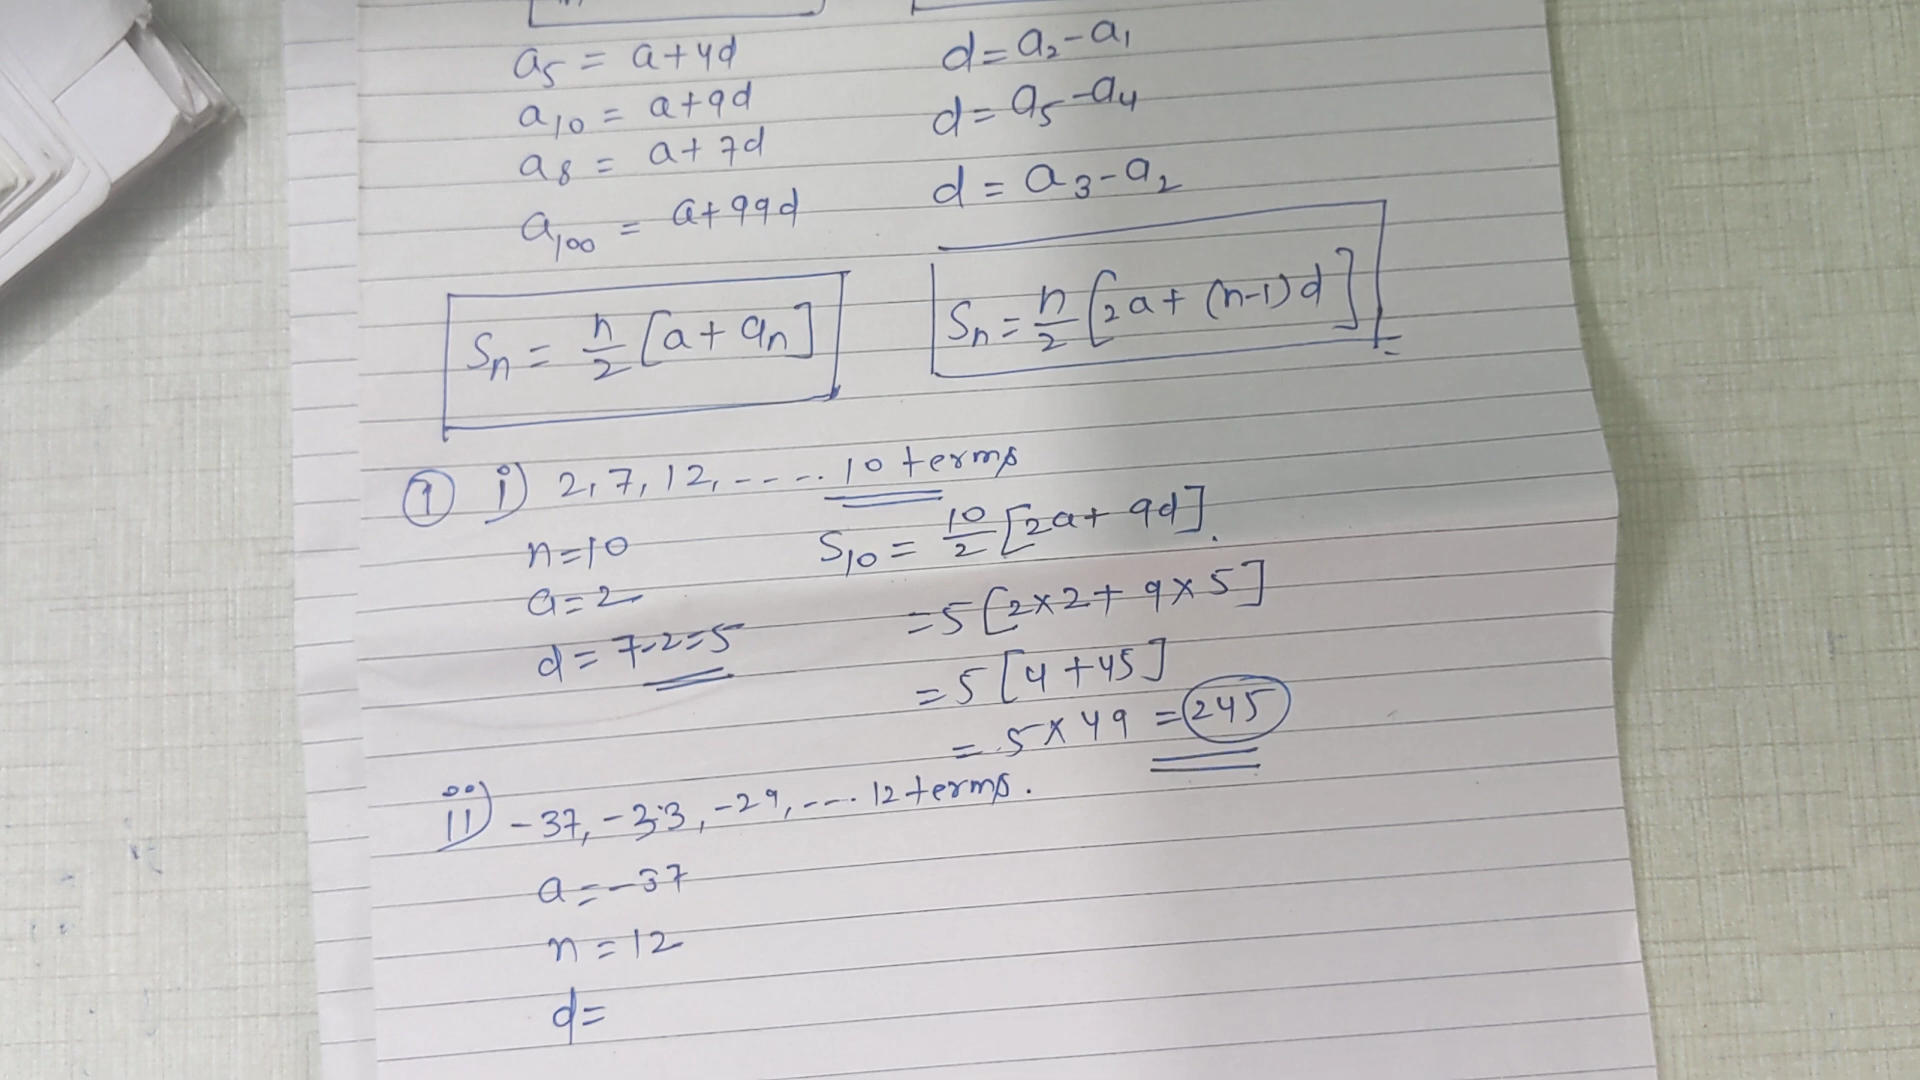 a₅ = a+4d
a₁₀ = a+9d
a₈ = a+7d
a₁₀₀ = a+99d
d = a₂-a₁
d = a₅-a₄
d = a₃-a₂
Sₙ = n/2 [a + aₙ]
Sₙ = n/2 [2a + (n-1)d]
① i) 2, 7, 12, ---- 10 terms
n=10
a=2
d = 7-2=5
S₁₀ = 10/2 [2a + 9d].
= 5 [2×2 + 9×5]
= 5 [4 + 45]
= 5 × 49 = 245
ii) -37, -33, -29, ---- 12 terms.
a = -37
n = 12
d=